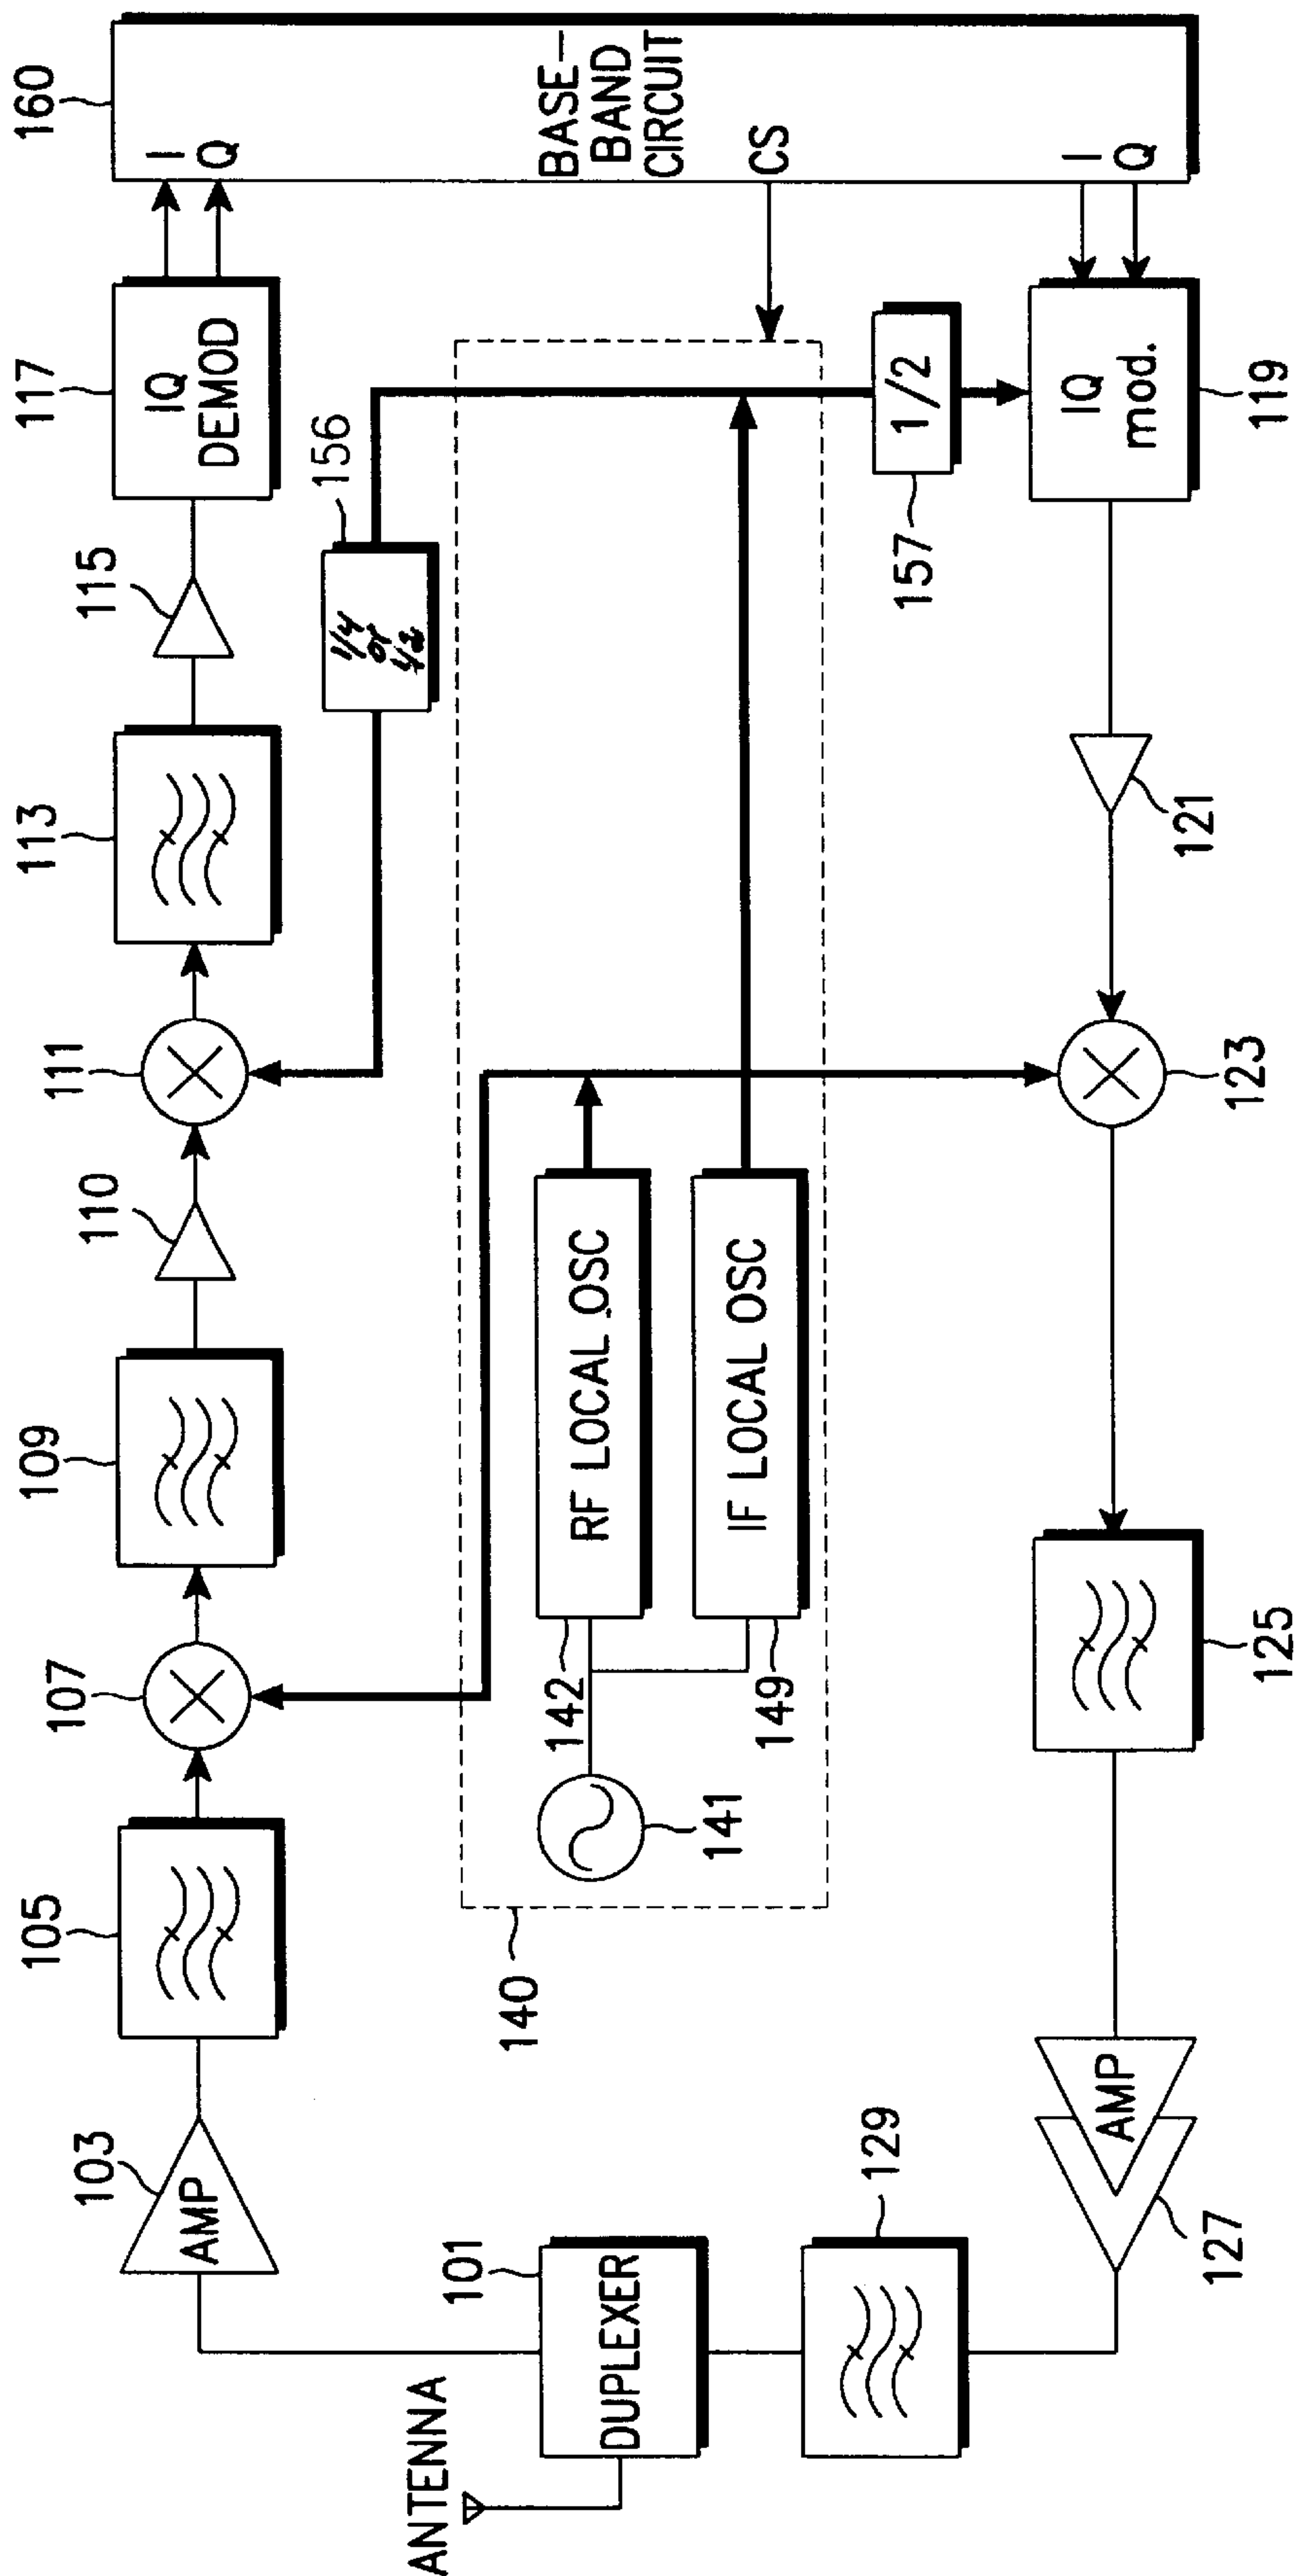 ANTENNA
101
DUPLEXER
103
AMP
105
107
109
110
111
113
115
117
IQ
DEMOD
I
Q
160
BASE-
BAND
CIRCUIT
CS
I
Q
156
1/4
or
1/2
140
141
142
RF LOCAL OSC
149
IF LOCAL OSC
157
1/2
IQ
mod.
119
121
123
125
AMP
127
129